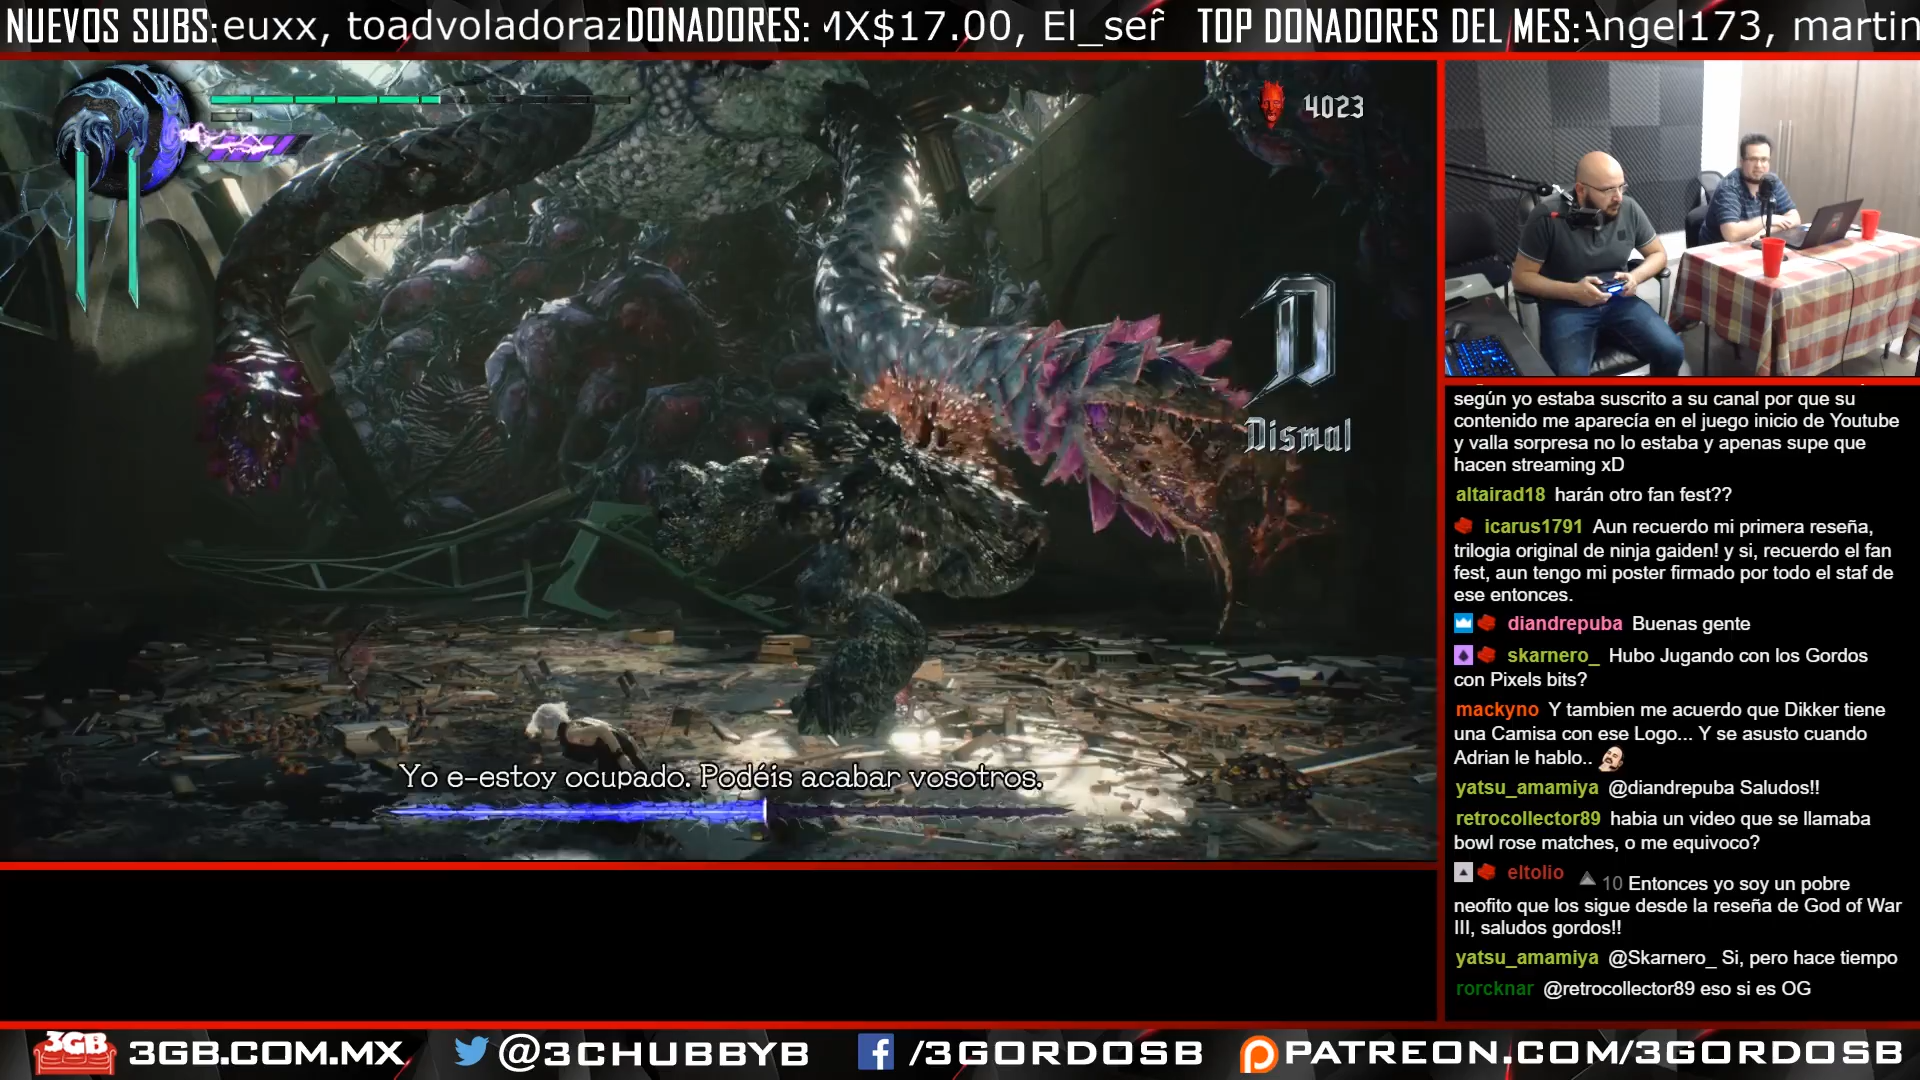 NUEVOS SUBS: euxx, toadvoladoraz DONADORES: MX$17.00, El_señ TOP DONADORES DEL MES: Angel173, martin
4023
D
Dismal
Yo e-estoy ocupado. Podéis acabar vosotros.
según yo estaba suscrito a su canal por que su
contenido me aparecía en el juego inicio de Youtube
y valla sorpresa no lo estaba y apenas supe que
hacen streaming xD
altairad18 harán otro fan fest??
icarus1791 Aun recuerdo mi primera reseña,
trilogia original de ninja gaiden! y si, recuerdo el fan
fest, aun tengo mi poster firmado por todo el staf de
ese entonces.
diandrepuba Buenas gente
skarnero_ Hubo Jugando con los Gordos
con Pixels bits?
mackyno Y tambien me acuerdo que Dikker tiene
una Camisa con ese Logo... Y se asusto cuando
Adrian le hablo..
yatsu_amamiya @diandrepuba Saludos!!
retrocollector89 habia un video que se llamaba
bowl rose matches, o me equivoco?
eltolio 10 Entonces yo soy un pobre
neofito que los sigue desde la reseña de God of War
III, saludos gordos!!
yatsu_amamiya @Skarnero_ Si, pero hace tiempo
rorcknar @retrocollector89 eso si es OG
3GB 3GB.COM.MX @3CHUBBYB /3GORDOSB PATREON.COM/3GORDOSB